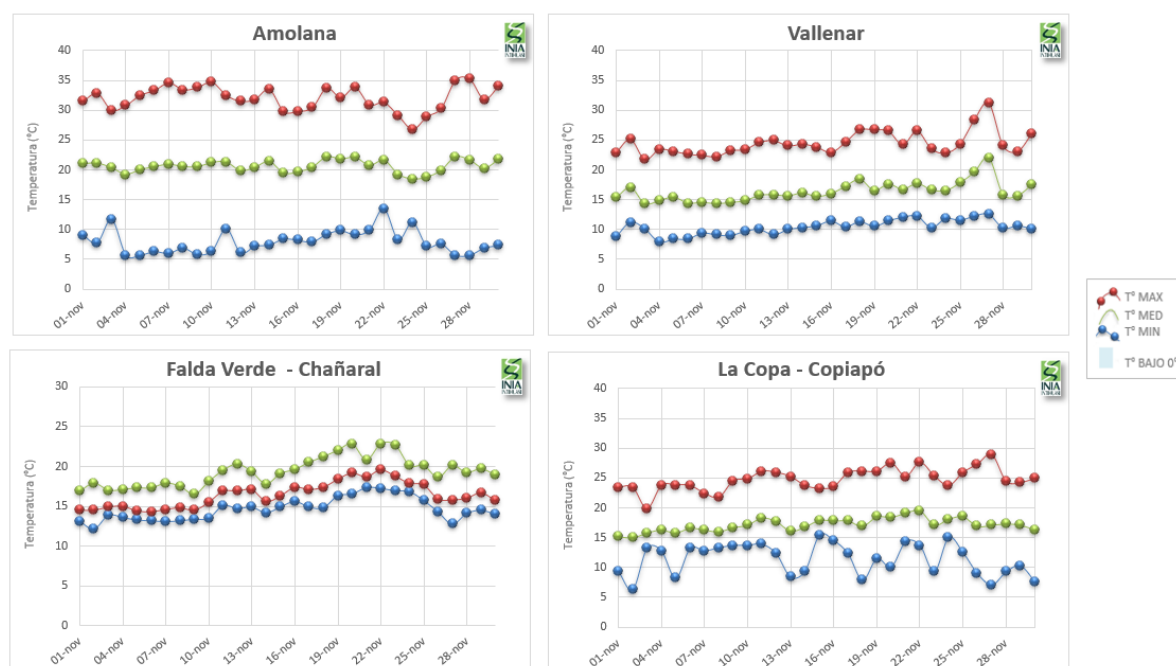 Amolana
INIA
Temperatura (°C)
40
35
30
25
20
15
10
5
0
01-nov
04-nov
07-nov
10-nov
13-nov
16-nov
19-nov
22-nov
25-nov
28-nov
Vallenar
INIA
Temperatura (°C)
40
35
30
25
20
15
10
5
0
01-nov
04-nov
07-nov
10-nov
13-nov
16-nov
19-nov
22-nov
25-nov
28-nov
T° MAX
T° MED
T° MIN
T° BAJO 0°
Falda Verde - Chañaral
INIA
Temperatura (°C)
30
25
20
15
10
5
0
01-nov
04-nov
07-nov
10-nov
13-nov
16-nov
19-nov
22-nov
25-nov
28-nov
La Copa - Copiapó
INIA
Temperatura (°C)
40
35
30
25
20
15
10
5
0
01-nov
04-nov
07-nov
10-nov
13-nov
16-nov
19-nov
22-nov
25-nov
28-nov